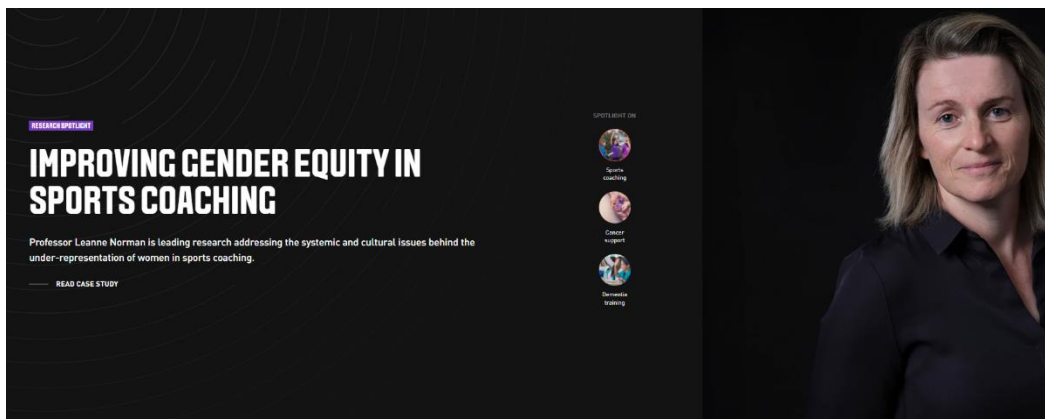 RESEARCH SPOTLIGHT
IMPROVING GENDER EQUITY IN
SPORTS COACHING
Professor Leanne Norman is leading research addressing the systemic and cultural issues behind the
under-representation of women in sports coaching.
READ CASE STUDY
SPOTLIGHT ON
Sports
coaching
Cancer
support
Dementia
training